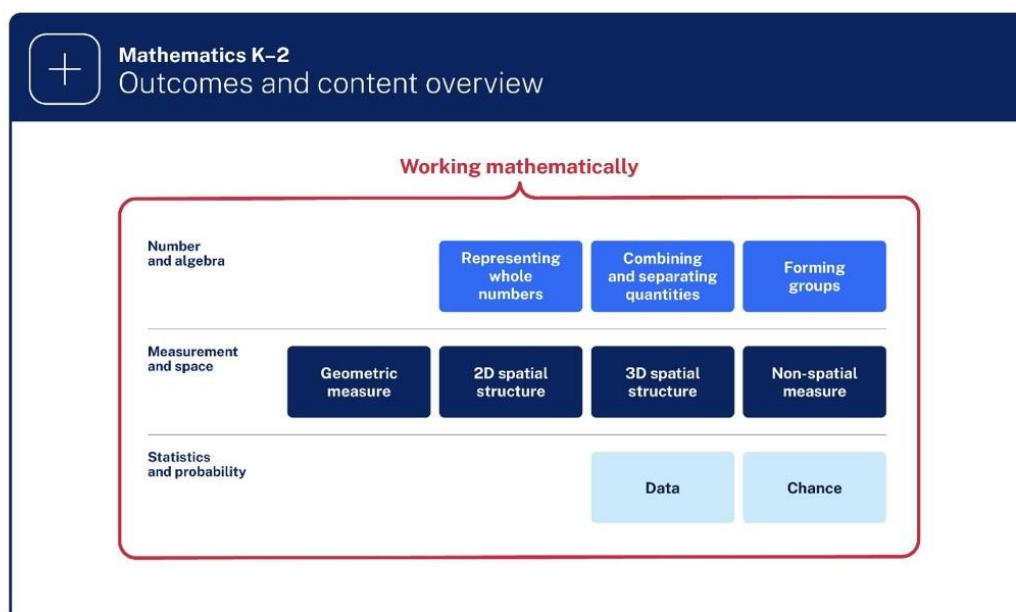 Mathematics K–2
Outcomes and content overview
Working mathematically
Number
and algebra
Representing
whole
numbers
Combining
and separating
quantities
Forming
groups
Measurement
and space
Geometric
measure
2D spatial
structure
3D spatial
structure
Non-spatial
measure
Statistics
and probability
Data
Chance